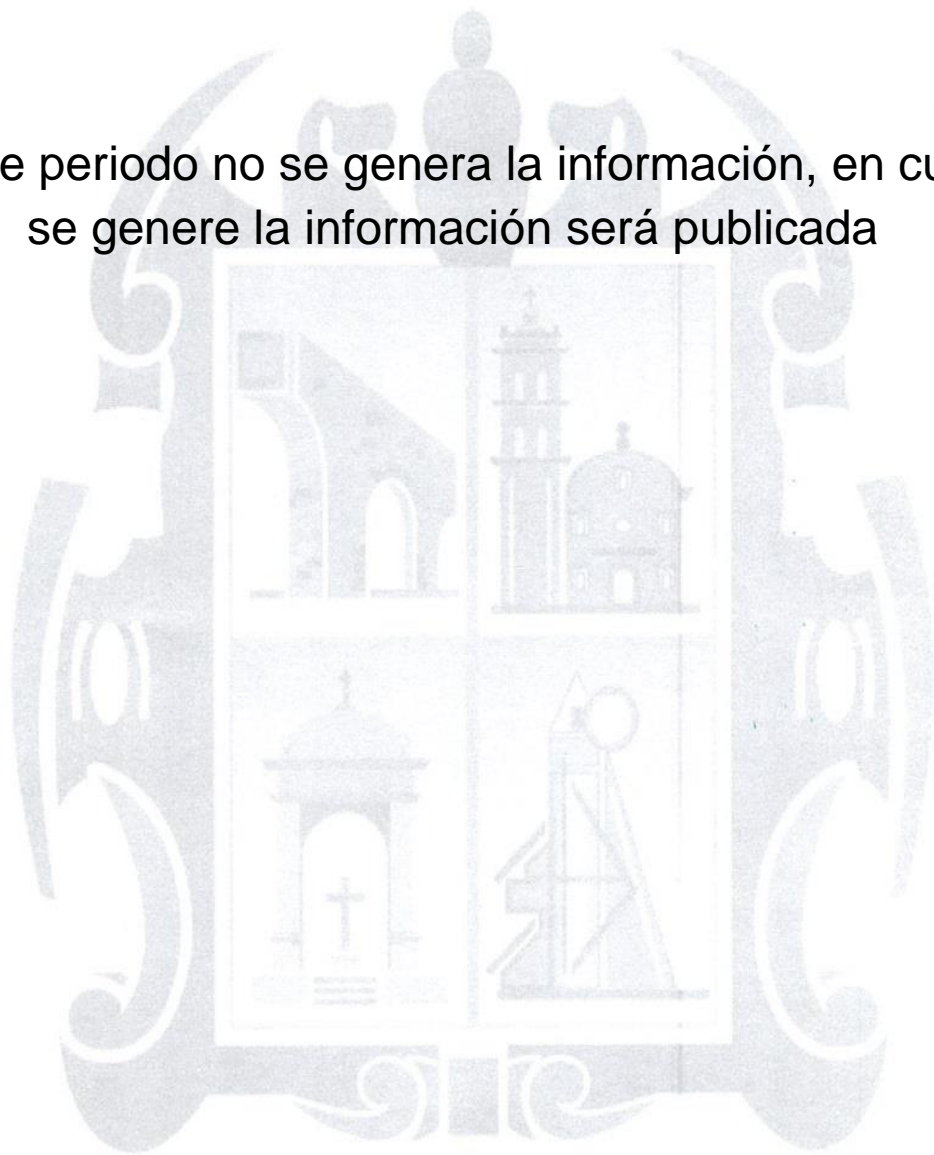 e periodo no se genera la información, en cu
se genere la información será publicada